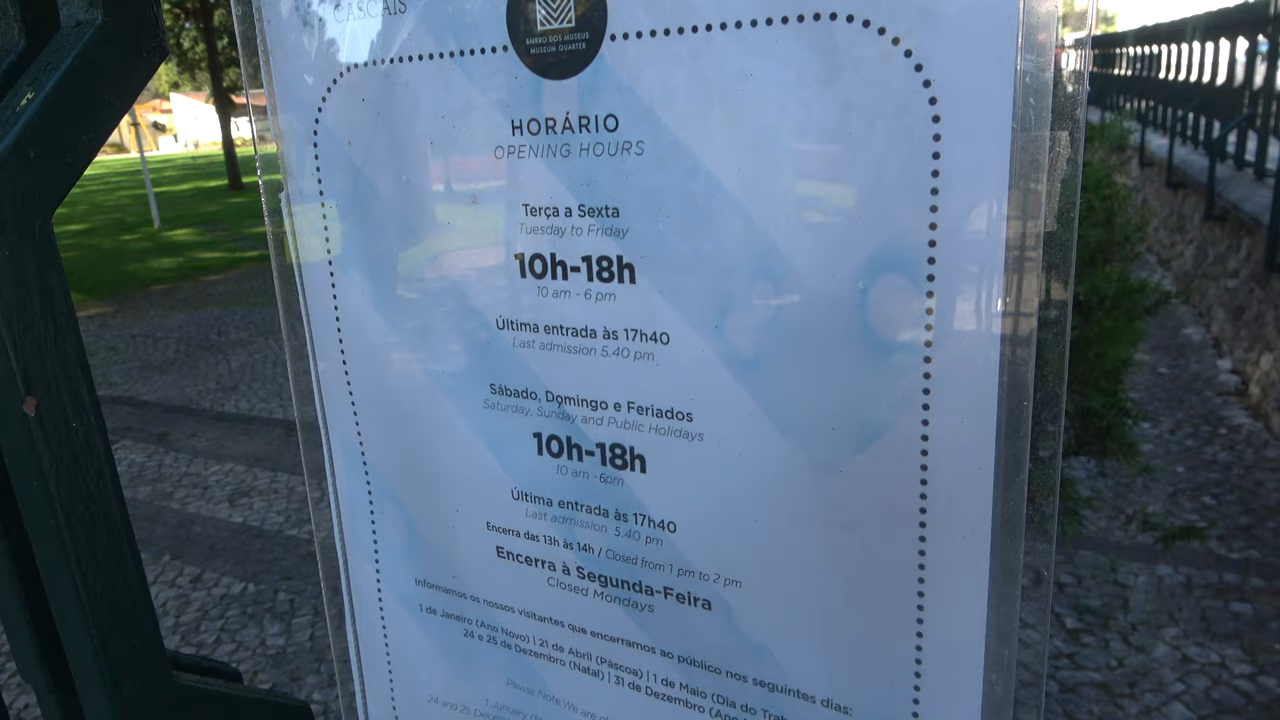 CASCAIS
BAIRRO DOS MUSEUS
MUSEUM QUARTER
HORÁRIO
OPENING HOURS
Terça a Sexta
Tuesday to Friday
10h-18h
10 am - 6 pm
Última entrada às 17h40
Last admission 5.40 pm
Sábado, Domingo e Feriados
Saturday, Sunday and Public Holidays
10h-18h
10 am - 6pm
Última entrada às 17h40
Last admission 5.40 pm
Encerra das 13h às 14h / Closed from 1 pm to 2 pm
Encerra à Segunda-Feira
Closed Mondays
Informamos os nossos visitantes que encerramos ao público nos seguintes dias:
1 de Janeiro (Ano Novo) | 21 de Abril (Páscoa) | 1 de Maio (Dia do
24 e 25 de Dezembro (Natal) | 31 de Dezembro
Please Note, We are
1 January
24 and 25